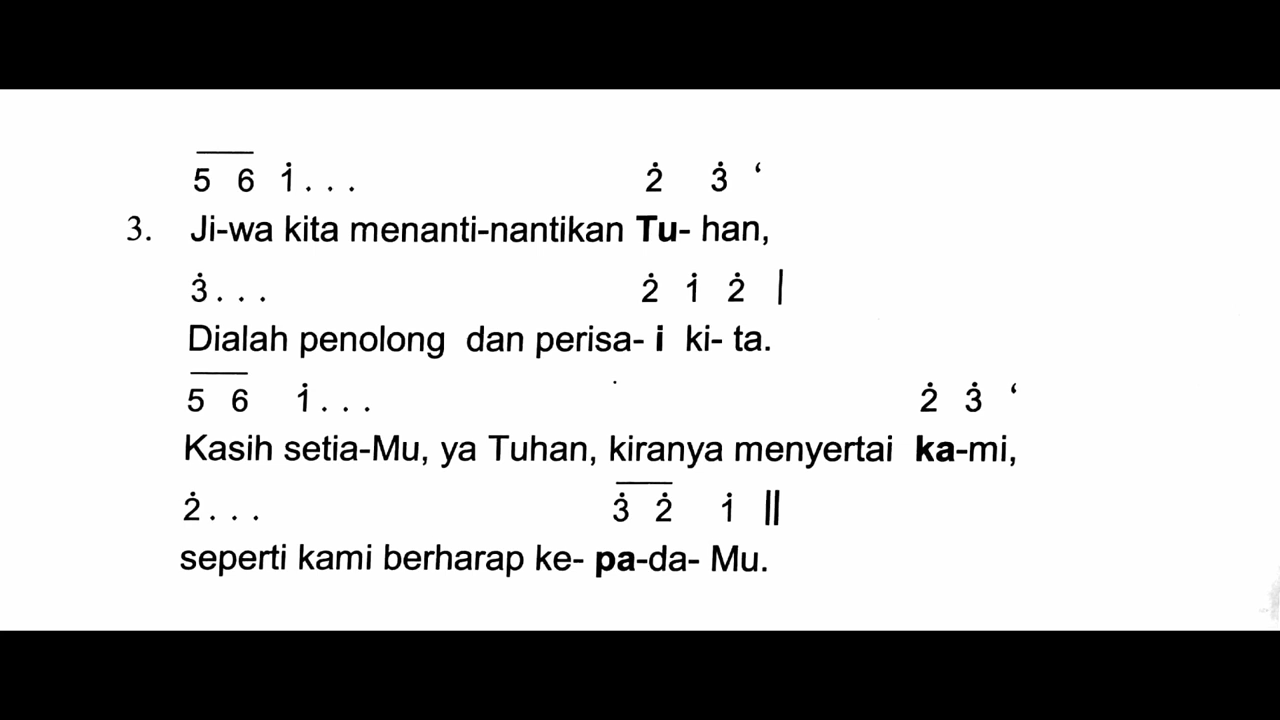 5 6 1̇ . . . 2̇ 3̇ ‘
3. Ji-wa kita menanti-nantikan Tu- han,
3̇ . . . 2̇ 1̇ 2̇ |
Dialah penolong dan perisa- i ki- ta.
5 6 1̇ . . . 2̇ 3̇ ‘
Kasih setia-Mu, ya Tuhan, kiranya menyertai ka-mi,
2̇ . . . 3̇ 2̇ 1̇ ||
seperti kami berharap ke- pa-da- Mu.